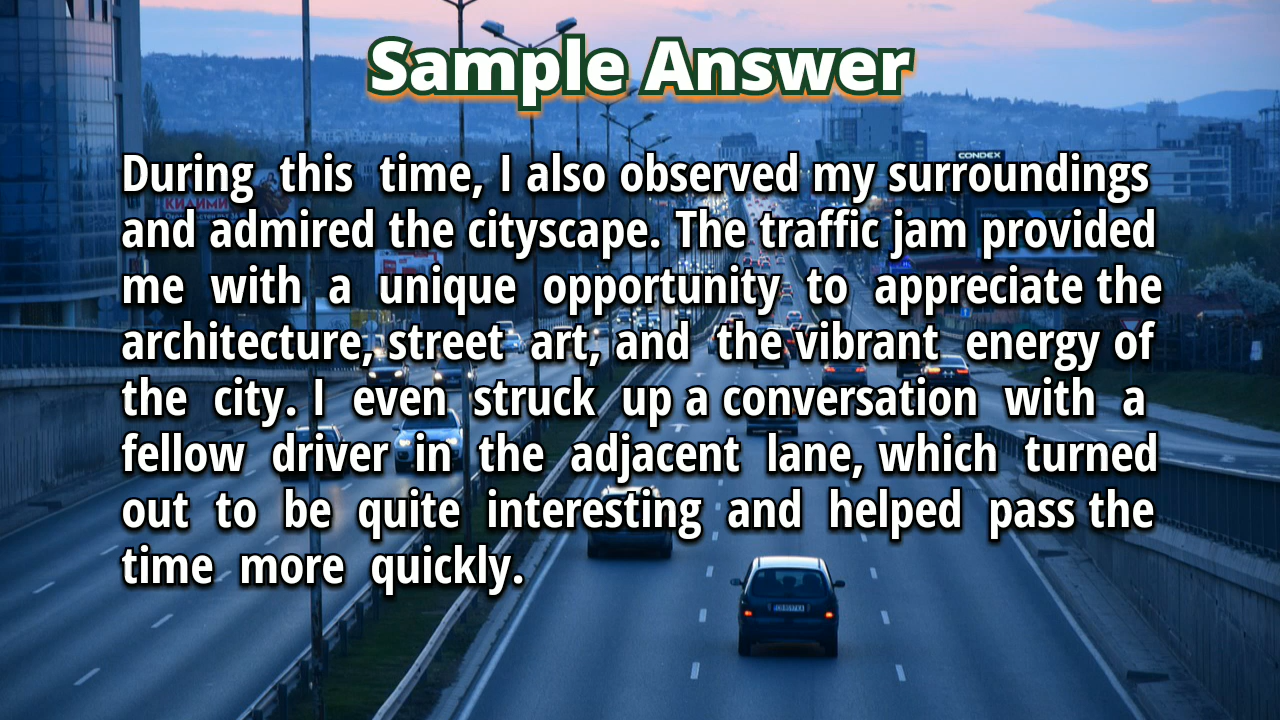 Sample Answer
During this time, I also observed my surroundings
and admired the cityscape. The traffic jam provided
me with a unique opportunity to appreciate the
architecture, street art, and the vibrant energy of
the city. I even struck up a conversation with a
fellow driver in the adjacent lane, which turned
out to be quite interesting and helped pass the
time more quickly.
CONDEX
КИЛИМИ